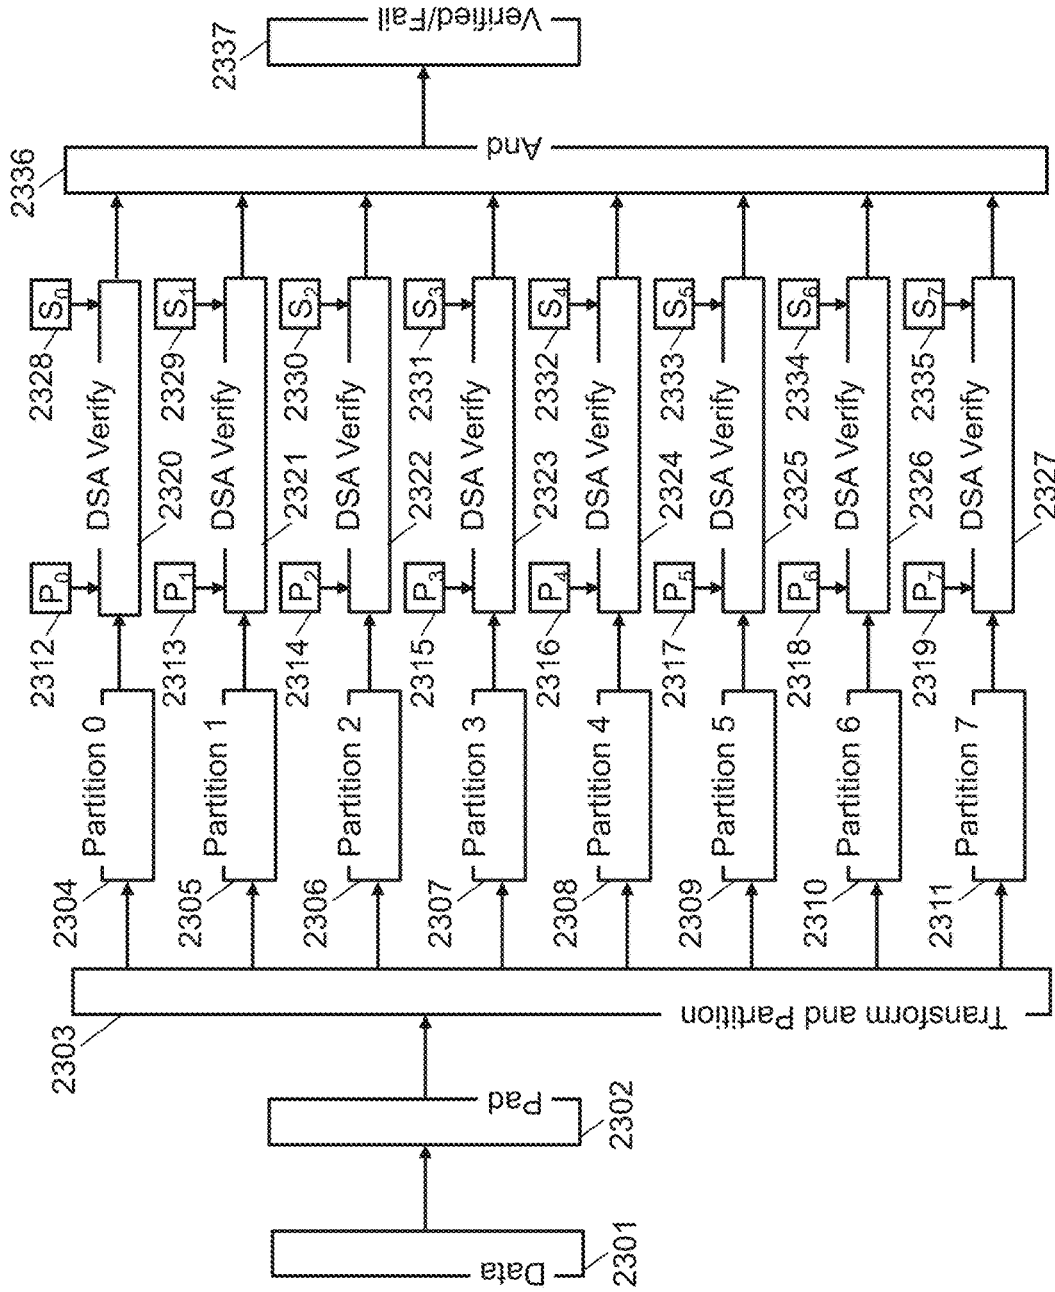 Data
2301
Pad
2302
2303
Transform and Partition
2304
Partition 0
2305
Partition 1
2306
Partition 2
2307
Partition 3
2308
Partition 4
2309
Partition 5
2310
Partition 6
2311
Partition 7
2312
P0
2313
P1
2314
P2
2315
P3
2316
P4
2317
P5
2318
P6
2319
P7
DSA Verify
2320
DSA Verify
2321
DSA Verify
2322
DSA Verify
2323
DSA Verify
2324
DSA Verify
2325
DSA Verify
2326
DSA Verify
2327
2328
S0
2329
S1
2330
S2
2331
S3
2332
S4
2333
S5
2334
S6
2335
S7
2336
And
2337
Verified/Fail